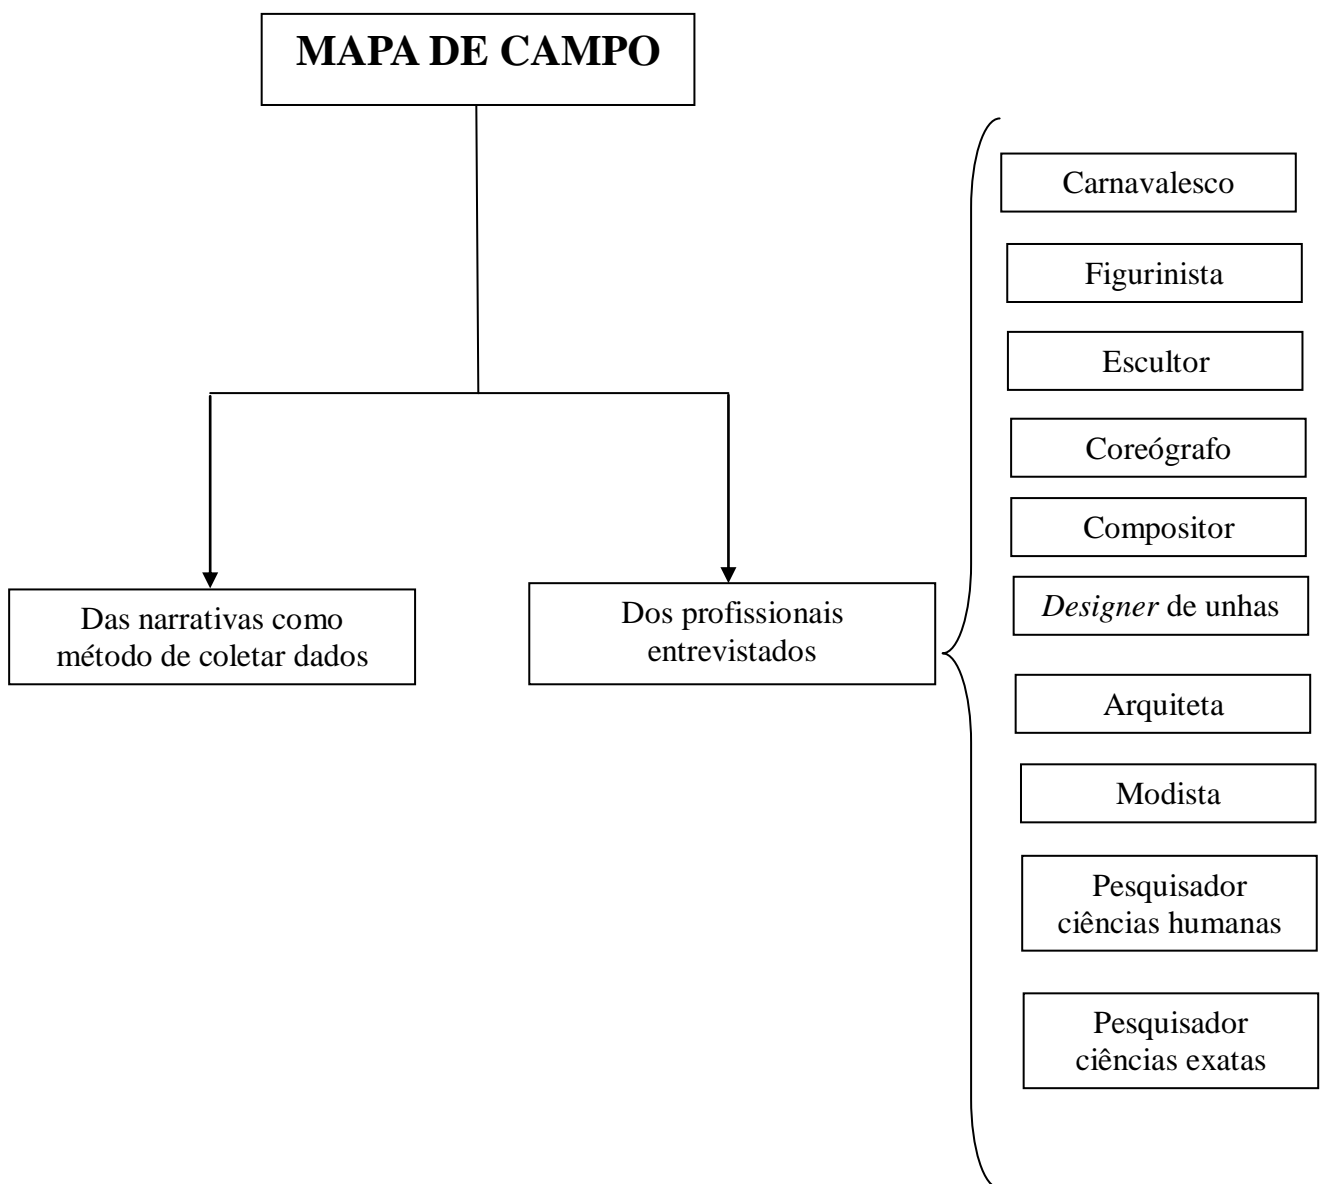 MAPA DE CAMPO
Das narrativas como
método de coletar dados
Dos profissionais
entrevistados
Carnavalesco
Figurinista
Escultor
Coreógrafo
Compositor
Designer de unhas
Arquiteta
Modista
Pesquisador
ciências humanas
Pesquisador
ciências exatas